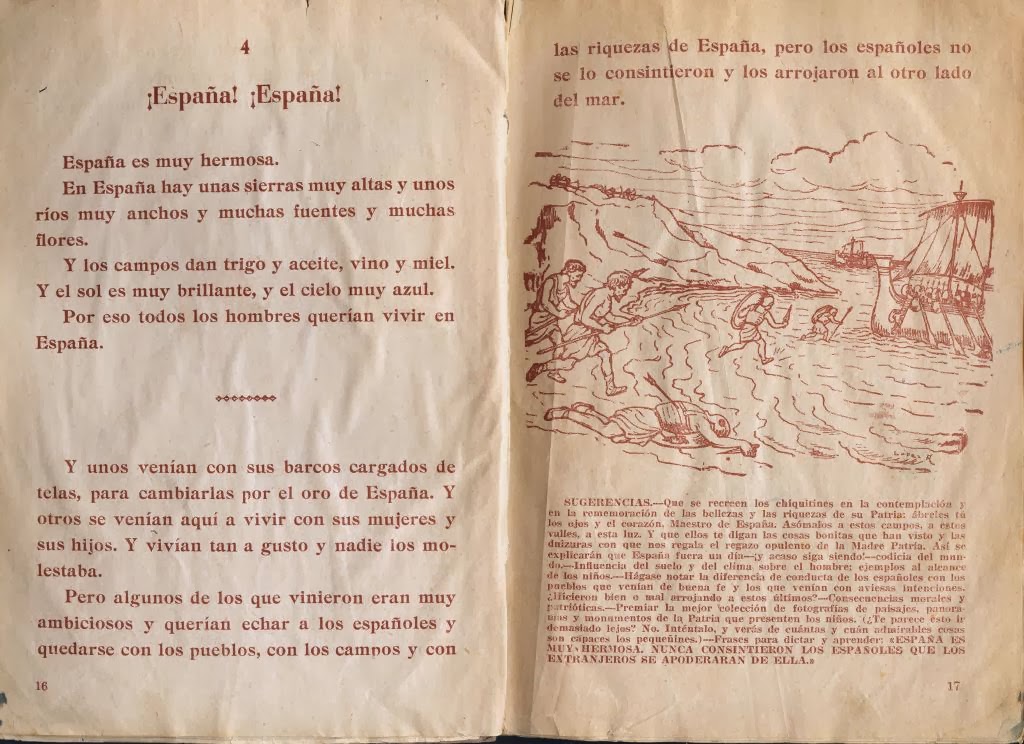 4
¡España! ¡España!
España es muy hermosa.
En España hay unas sierras muy altas y unos
ríos muy anchos y muchas fuentes y muchas
flores.
Y los campos dan trigo y aceite, vino y miel.
Y el sol es muy brillante, y el cielo muy azul.
Por eso todos los hombres querían vivir en
España.
Y unos venían con sus barcos cargados de
telas, para cambiarlas por el oro de España. Y
otros se venían aquí a vivir con sus mujeres y
sus hijos. Y vivían tan a gusto y nadie los mo-
lestaba.
Pero algunos de los que vinieron eran muy
ambiciosos y querían echar a los españoles y
quedarse con los pueblos, con los campos y con
16
las riquezas de España, pero los españoles no
se lo consintieron y los arrojaron al otro lado
del mar.
SUGERENCIAS.—Que se recreen los chiquitines en la contemplación y
en la rememoración de las bellezas y las riquezas de su Patria: ábreles tú
los ojos y el corazón, Maestro de España. Asómalos a estos campos, a estos
valles, a esta luz. Y que ellos te digan las cosas bonitas que han visto y las
dulzuras con que nos regala el regazo opulento de la Madre Patria. Así se
explicarán que España fuera un día—¡y acaso siga siendo!—codicia del mun-
do.—Influencia del suelo y del clima sobre el hombre; ejemplos al alcance
de los niños.—Hágase notar la diferencia de conducta de los españoles con los
pueblos que venían de buena fe y los que venían con aviesas intenciones.
¿Hicieron bien o mal arrojando a estos últimos?—Consecuencias morales y
patrióticas.—Premiar la mejor colección de fotografías de paisajes, panora-
mas y monumentos de la Patria que presenten los niños. (¿Te parece ésto ir
demasiado lejos? No. Inténtalo, y verás de cuántas y cuán admirables cosas
son capaces los pequeñines.)—Frases para dictar y aprender: «ESPAÑA ES
MUY HERMOSA. NUNCA CONSINTIERON LOS ESPAÑOLES QUE LOS
EXTRANJEROS SE APODERARAN DE ELLA.»
17